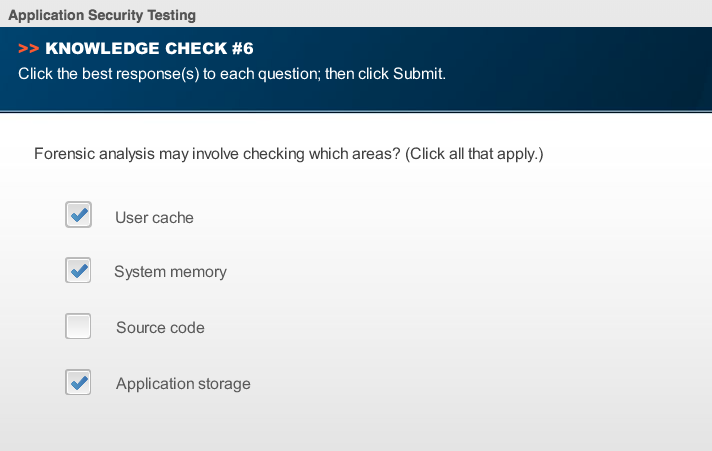 Application Security Testing
>> KNOWLEDGE CHECK #6
Click the best response(s) to each question; then click Submit.
Forensic analysis may involve checking which areas? (Click all that apply.)
User cache
System memory
Source code
Application storage